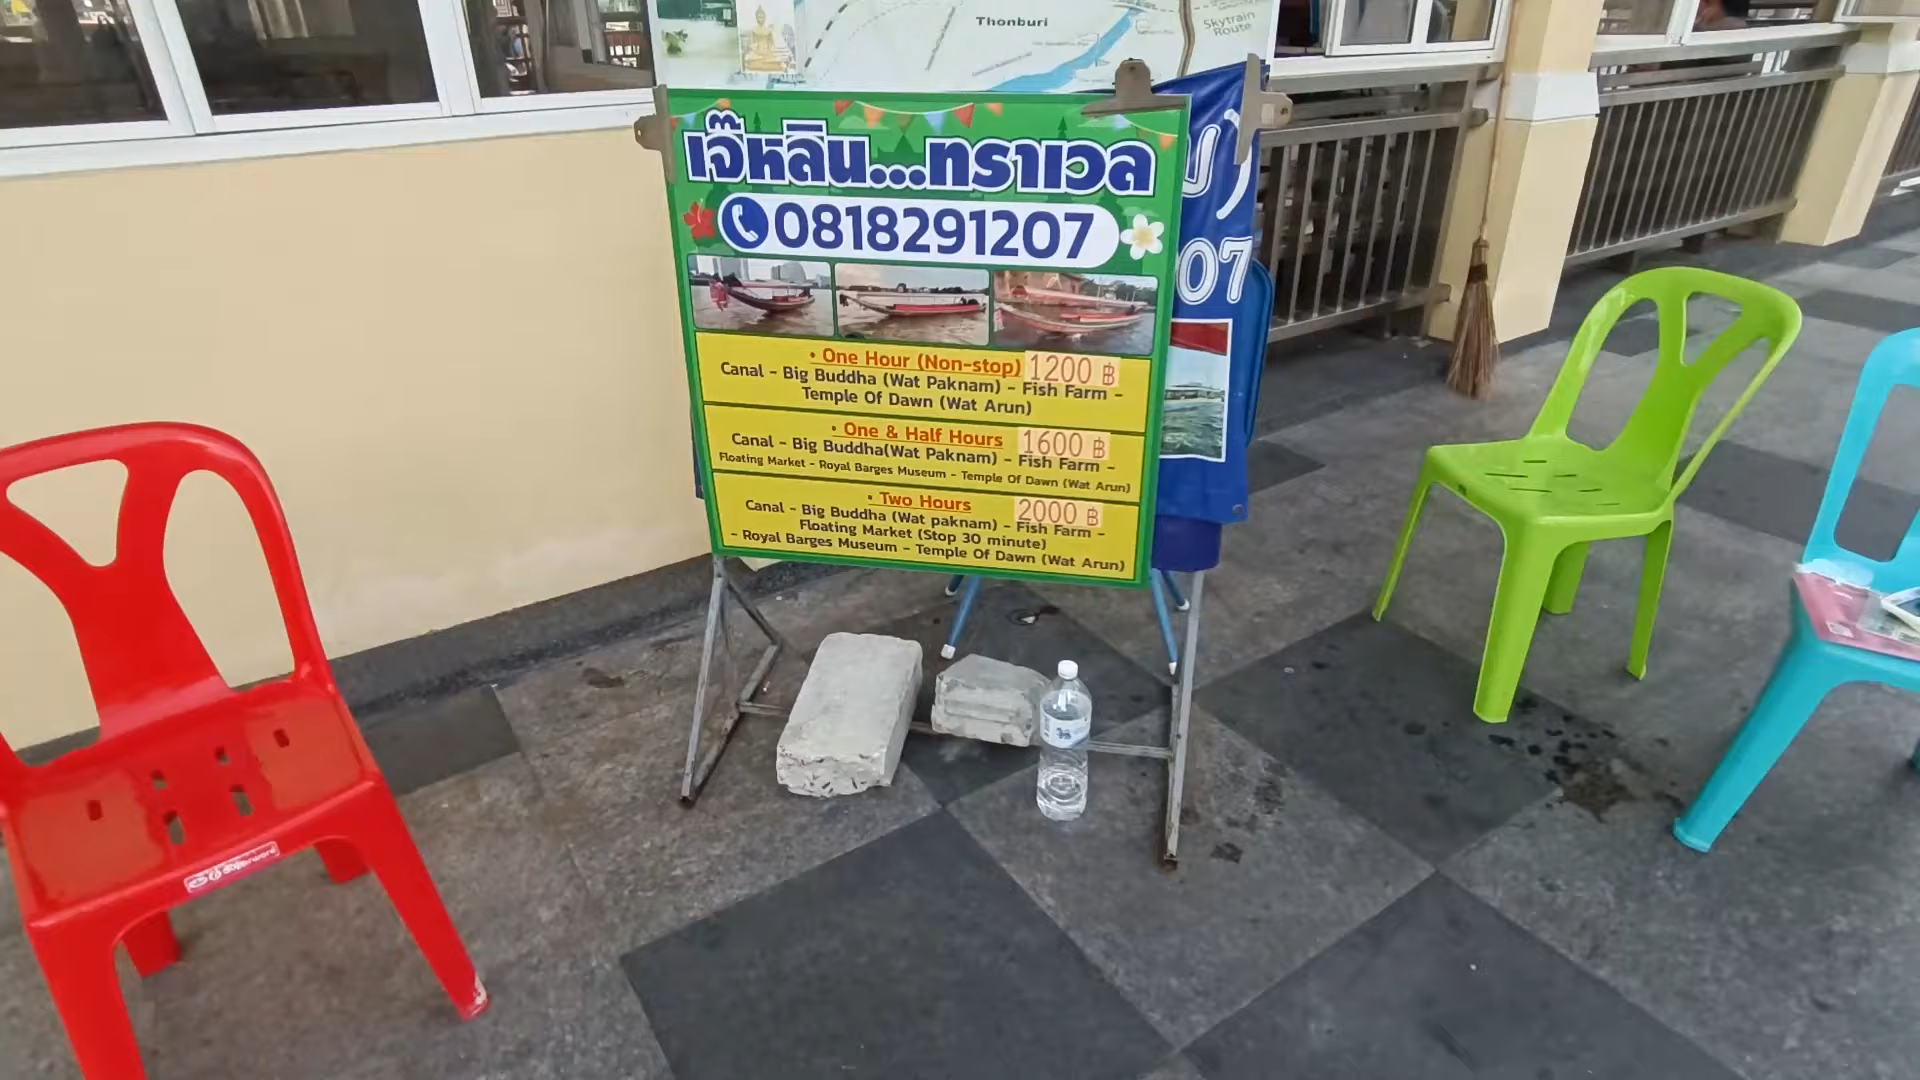 Thonburi
Skytrain
Route
เจ๊หลิน...ทราเวล
0818291207
07
• One Hour (Non-stop) 1200 ฿
Canal - Big Buddha (Wat Paknam) - Fish Farm -
Temple Of Dawn (Wat Arun)
• One & Half Hours 1600 ฿
Canal - Big Buddha(Wat Paknam) - Fish Farm -
Floating Market - Royal Barges Museum - Temple Of Dawn (Wat Arun)
• Two Hours 2000 ฿
Canal - Big Buddha (Wat paknam) - Fish Farm -
Floating Market (Stop 30 minute)
- Royal Barges Museum - Temple Of Dawn (Wat Arun)